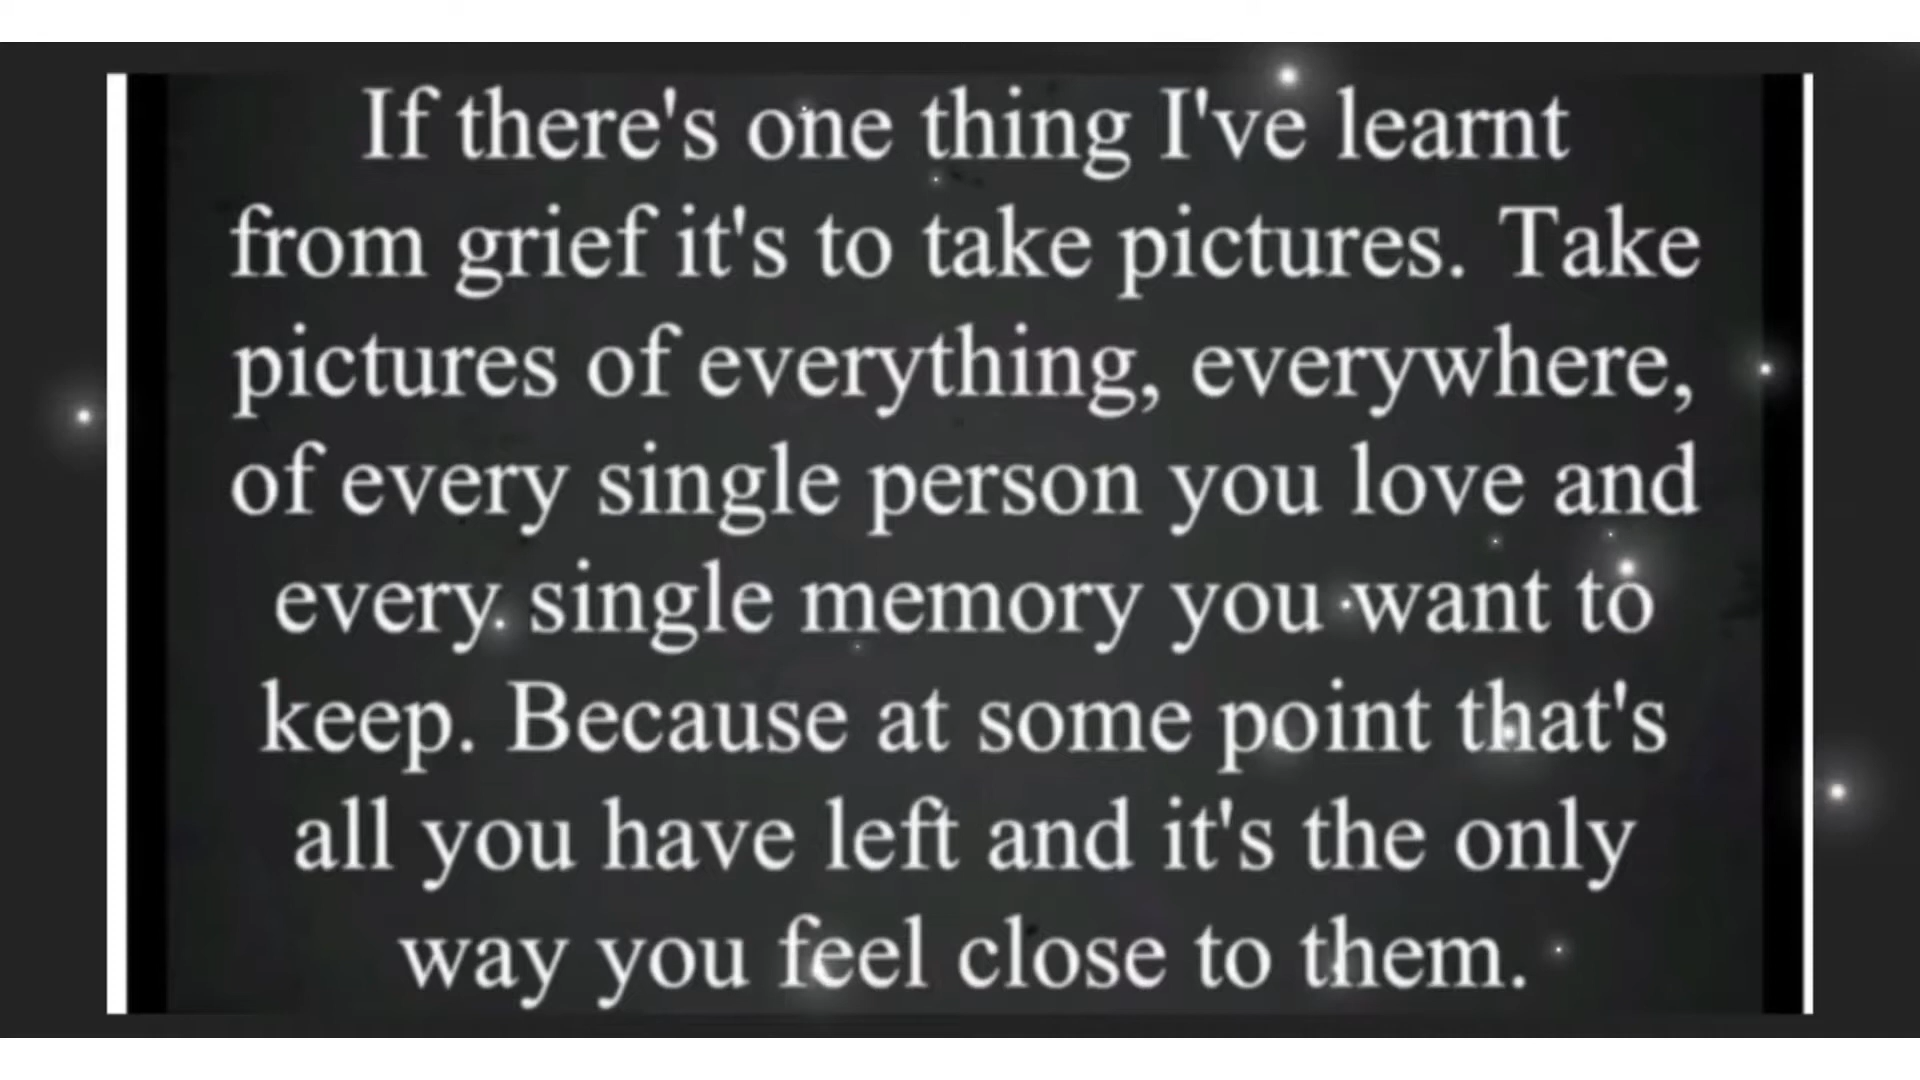 If there's one thing I've learnt
from grief it's to take pictures. Take
pictures of everything, everywhere,
of every single person you love and
every single memory you want to
keep. Because at some point that's
all you have left and it's the only
way you feel close to them.